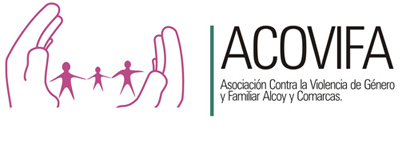 ACOVIFA
Asociación Contra la Violencia de Género
y Familiar Alcoy y Comarcas.